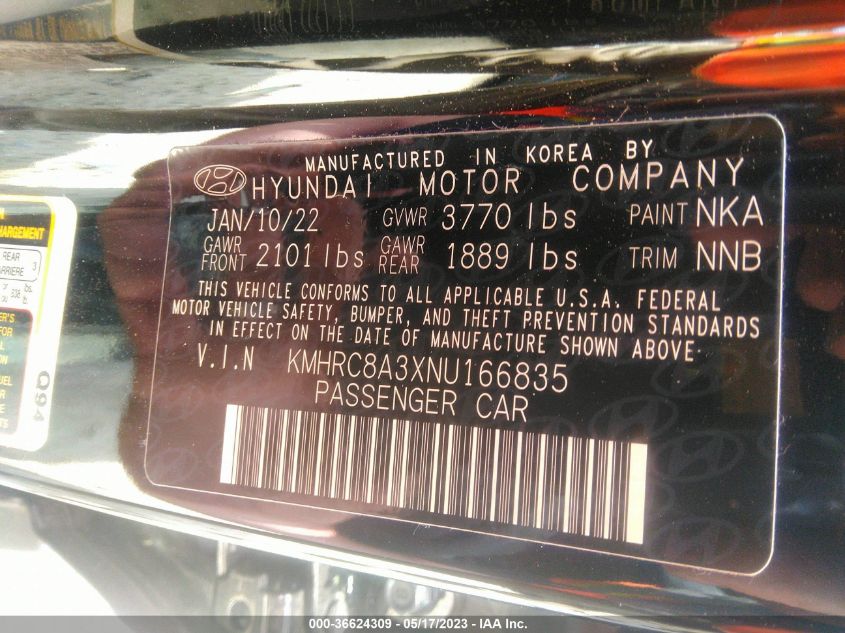 MANUFACTURED IN KOREA BY
HYUNDAI MOTOR COMPANY
JAN/10/22 GVWR 3770 lbs PAINT NKA
GAWR FRONT 2101 lbs GAWR REAR 1889 lbs TRIM NNB
THIS VEHICLE CONFORMS TO ALL APPLICABLE U.S.A. FEDERAL
MOTOR VEHICLE SAFETY, BUMPER, AND THEFT PREVENTION STANDARDS
IN EFFECT ON THE DATE OF MANUFACTURE SHOWN ABOVE.
V.I.N KMHRC8A3XNU166835
PASSENGER CAR
REAR 3
Q94
000-36624309 - 05/17/2023 - IAA Inc.